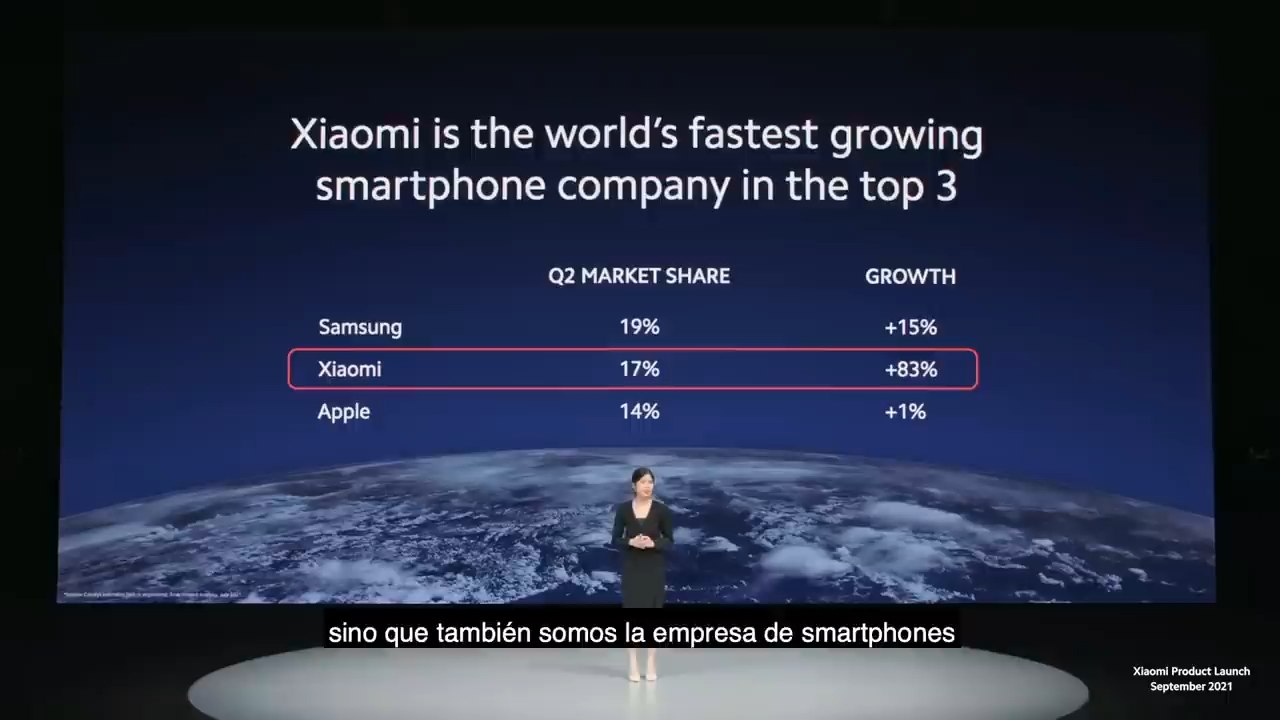 Xiaomi is the world's fastest growing
smartphone company in the top 3
Q2 MARKET SHARE GROWTH
Samsung 19% +15%
Xiaomi 17% +83%
Apple 14% +1%
sino que también somos la empresa de smartphones
Xiaomi Product Launch
September 2021